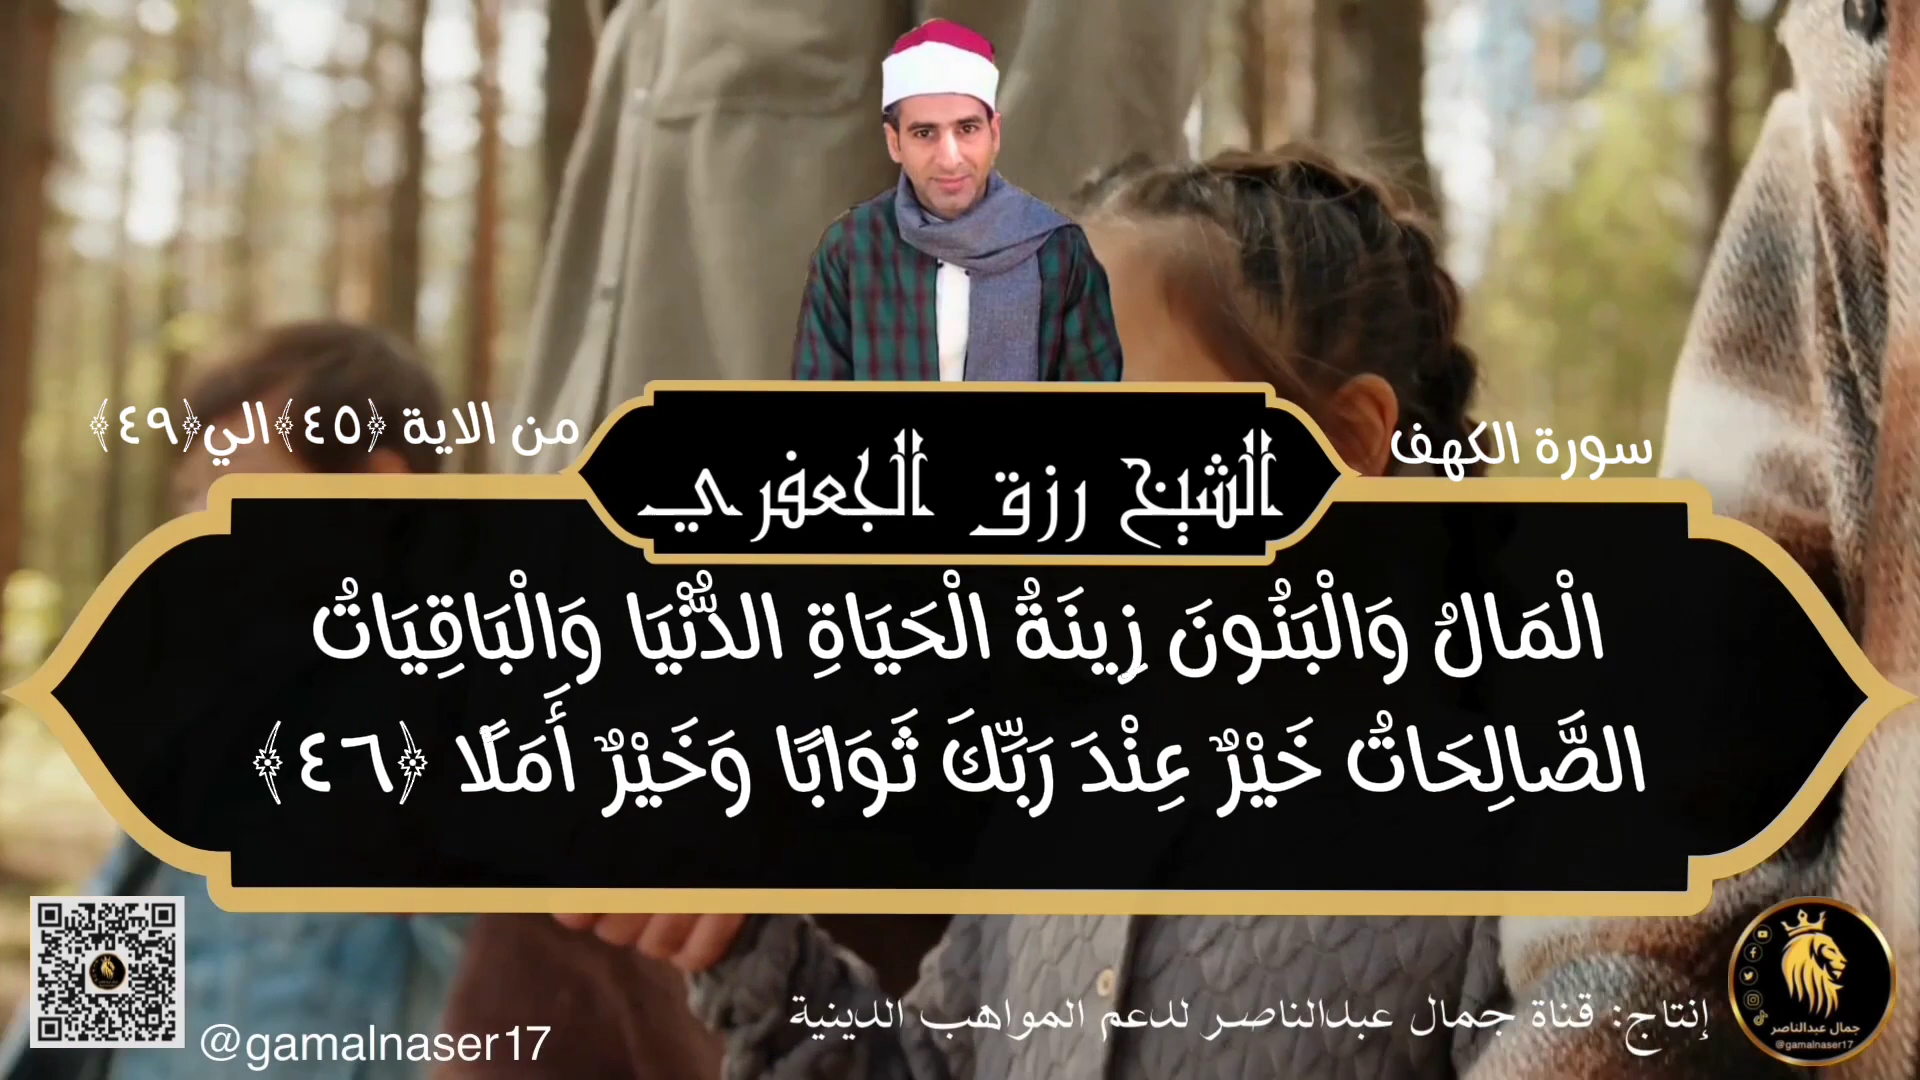 الشيخ رزق الجعفري
سورة الكهف
من الاية ﴿٤٥﴾الي﴿٤٩﴾
الْمَالُ وَالْبَنُونَ زِينَةُ الْحَيَاةِ الدُّنْيَا وَالْبَاقِيَاتُ
الصَّالِحَاتُ خَيْرٌ عِنْدَ رَبِّكَ ثَوَابًا وَخَيْرٌ أَمَلًا ﴿٤٦﴾
إنتاج: قناة جمال عبدالناصر لدعم المواهب الدينية
@gamalnaser17
جمال عبدالناصر
@gamalnaser17